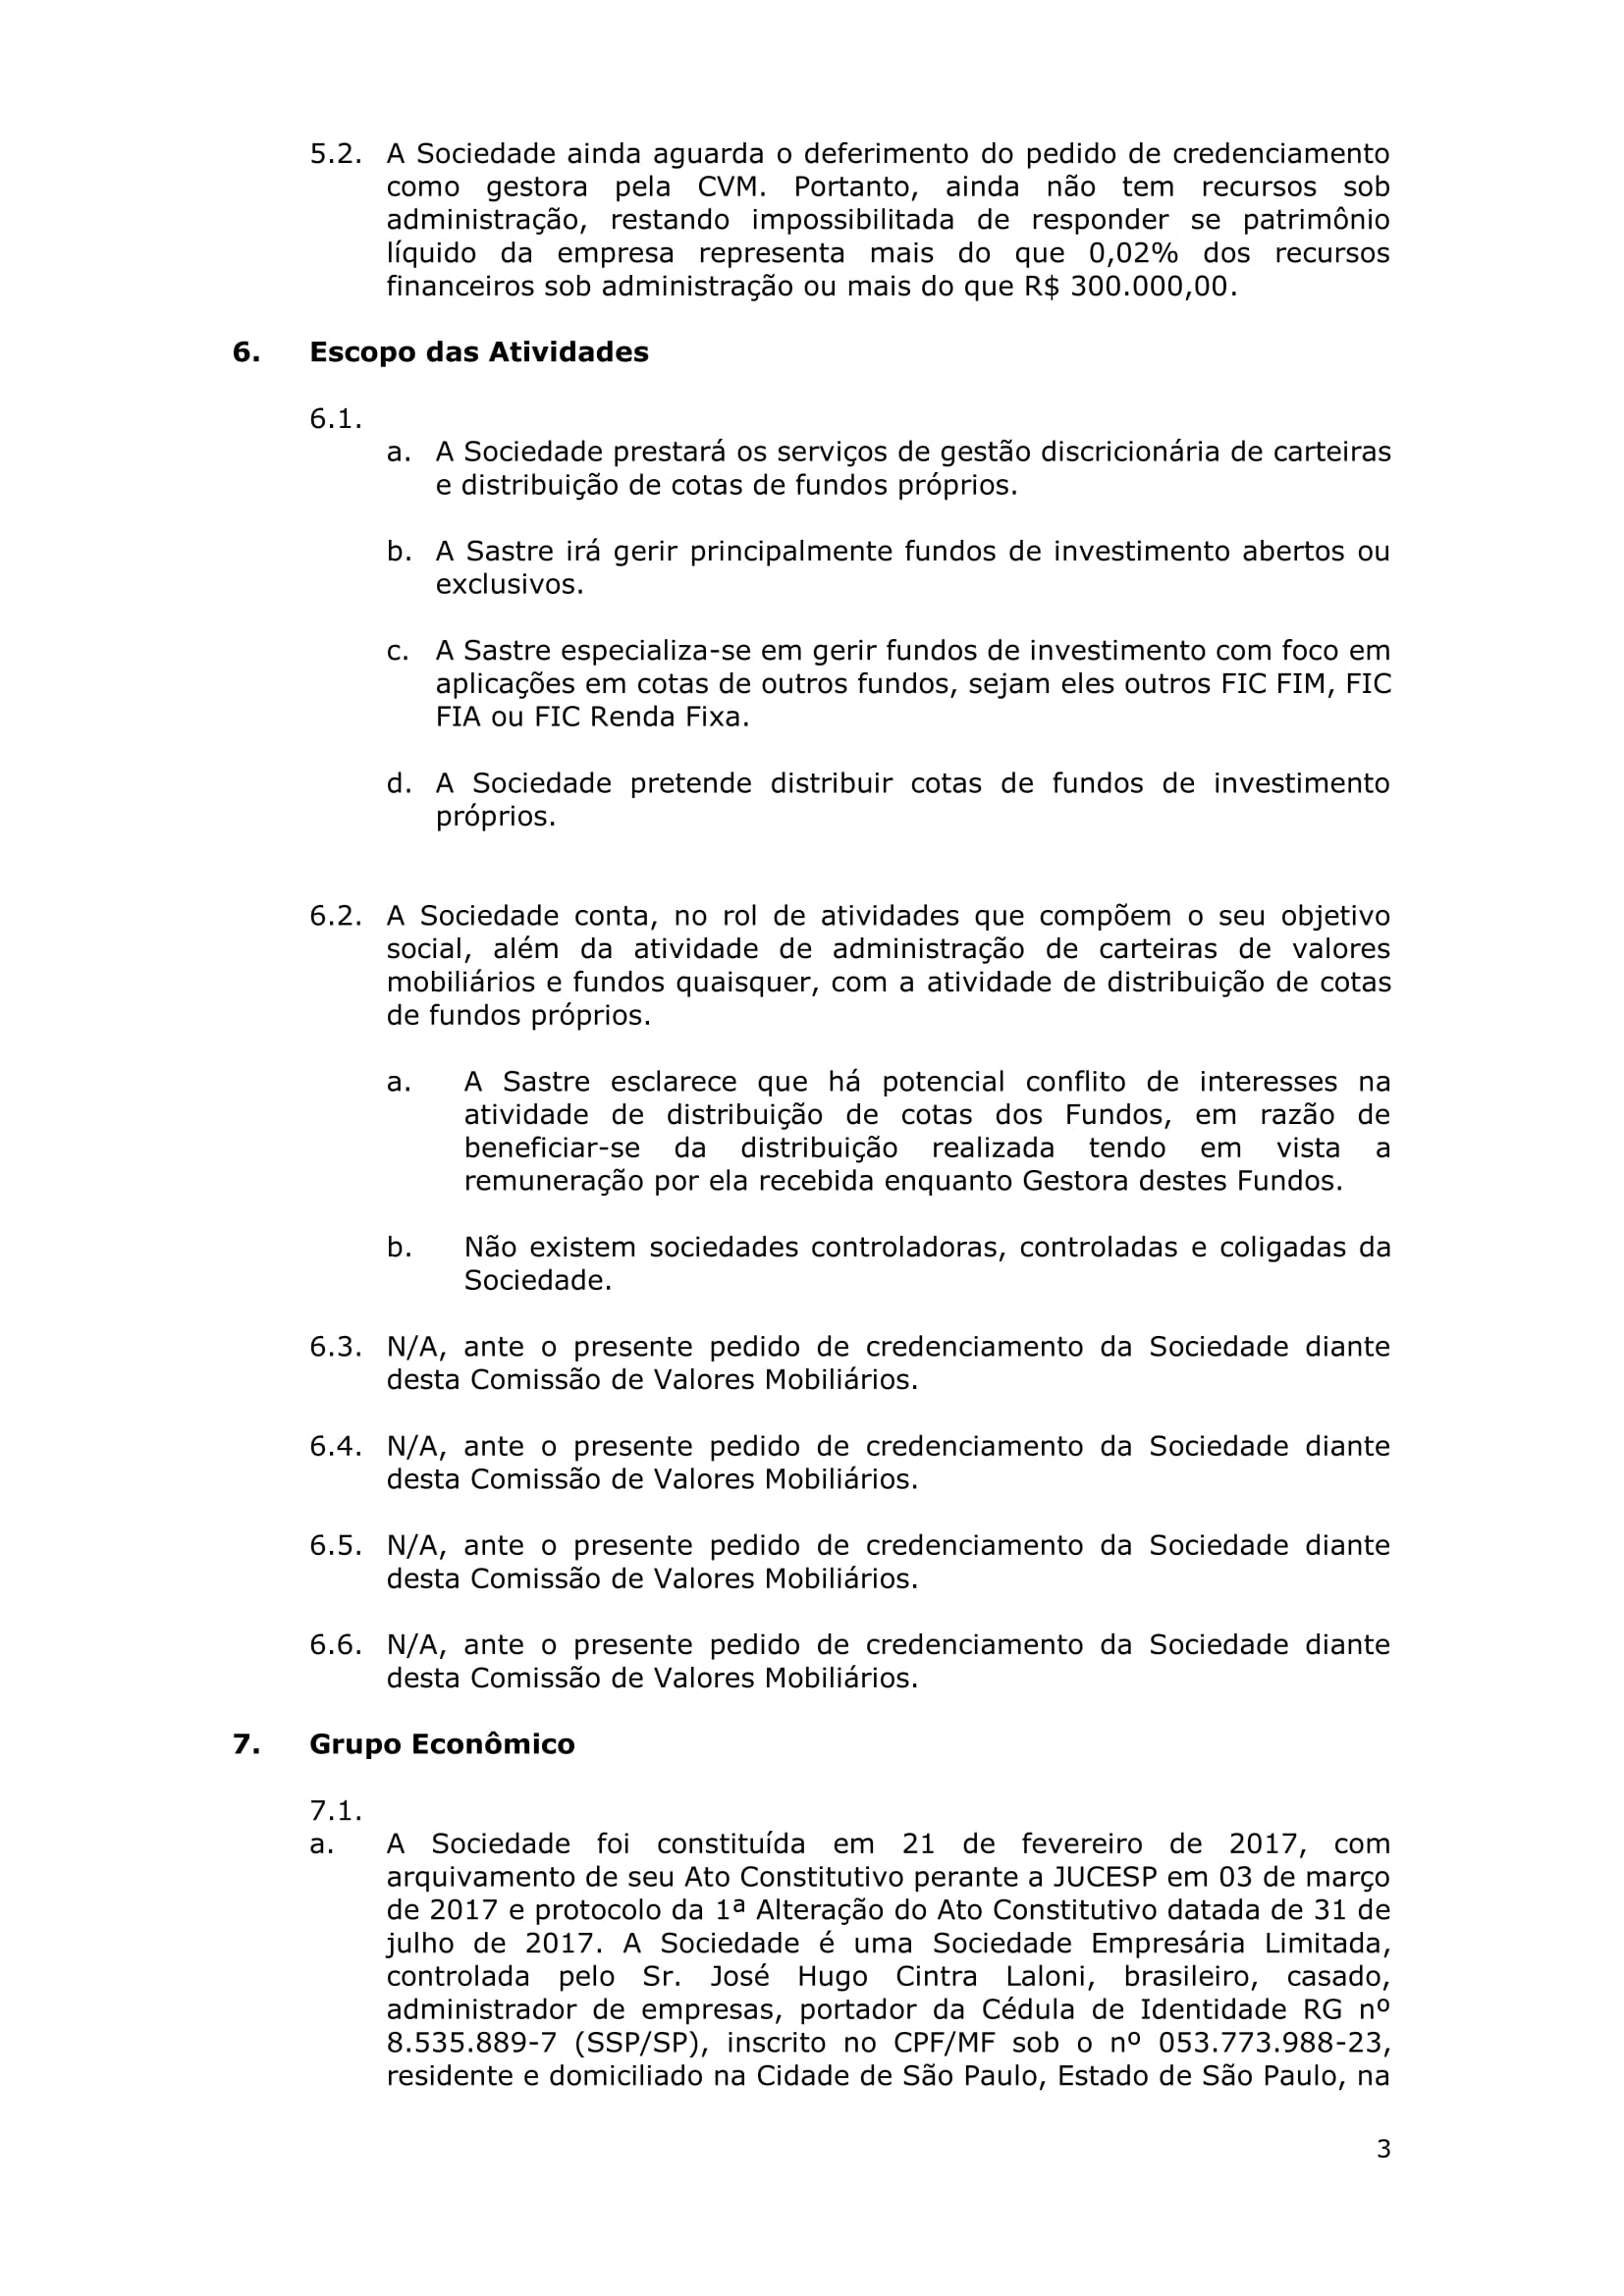 5.2. A Sociedade ainda aguarda o deferimento do pedido de credenciamento
como gestora pela CVM. Portanto, ainda não tem recursos sob
administração, restando impossibilitada de responder se patrimônio
líquido da empresa representa mais do que 0,02% dos recursos
financeiros sob administração ou mais do que R$ 300.000,00.
6. Escopo das Atividades
6.1.
a. A Sociedade prestará os serviços de gestão discricionária de carteiras
e distribuição de cotas de fundos próprios.
b. A Sastre irá gerir principalmente fundos de investimento abertos ou
exclusivos.
c. A Sastre especializa-se em gerir fundos de investimento com foco em
aplicações em cotas de outros fundos, sejam eles outros FIC FIM, FIC
FIA ou FIC Renda Fixa.
d. A Sociedade pretende distribuir cotas de fundos de investimento
próprios.
6.2. A Sociedade conta, no rol de atividades que compõem o seu objetivo
social, além da atividade de administração de carteiras de valores
mobiliários e fundos quaisquer, com a atividade de distribuição de cotas
de fundos próprios.
a. A Sastre esclarece que há potencial conflito de interesses na
atividade de distribuição de cotas dos Fundos, em razão de
beneficiar-se da distribuição realizada tendo em vista a
remuneração por ela recebida enquanto Gestora destes Fundos.
b. Não existem sociedades controladoras, controladas e coligadas da
Sociedade.
6.3. N/A, ante o presente pedido de credenciamento da Sociedade diante
desta Comissão de Valores Mobiliários.
6.4. N/A, ante o presente pedido de credenciamento da Sociedade diante
desta Comissão de Valores Mobiliários.
6.5. N/A, ante o presente pedido de credenciamento da Sociedade diante
desta Comissão de Valores Mobiliários.
6.6. N/A, ante o presente pedido de credenciamento da Sociedade diante
desta Comissão de Valores Mobiliários.
7. Grupo Econômico
7.1.
a. A Sociedade foi constituída em 21 de fevereiro de 2017, com
arquivamento de seu Ato Constitutivo perante a JUCESP em 03 de março
de 2017 e protocolo da 1ª Alteração do Ato Constitutivo datada de 31 de
julho de 2017. A Sociedade é uma Sociedade Empresária Limitada,
controlada pelo Sr. José Hugo Cintra Laloni, brasileiro, casado,
administrador de empresas, portador da Cédula de Identidade RG nº
8.535.889-7 (SSP/SP), inscrito no CPF/MF sob o nº 053.773.988-23,
residente e domiciliado na Cidade de São Paulo, Estado de São Paulo, na
3